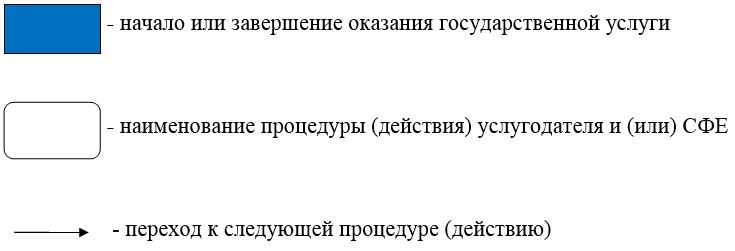 - начало или завершение оказания государственной услуги
- наименование процедуры (действия) услугодателя и (или) СФЕ
- переход к следующей процедуре (действию)